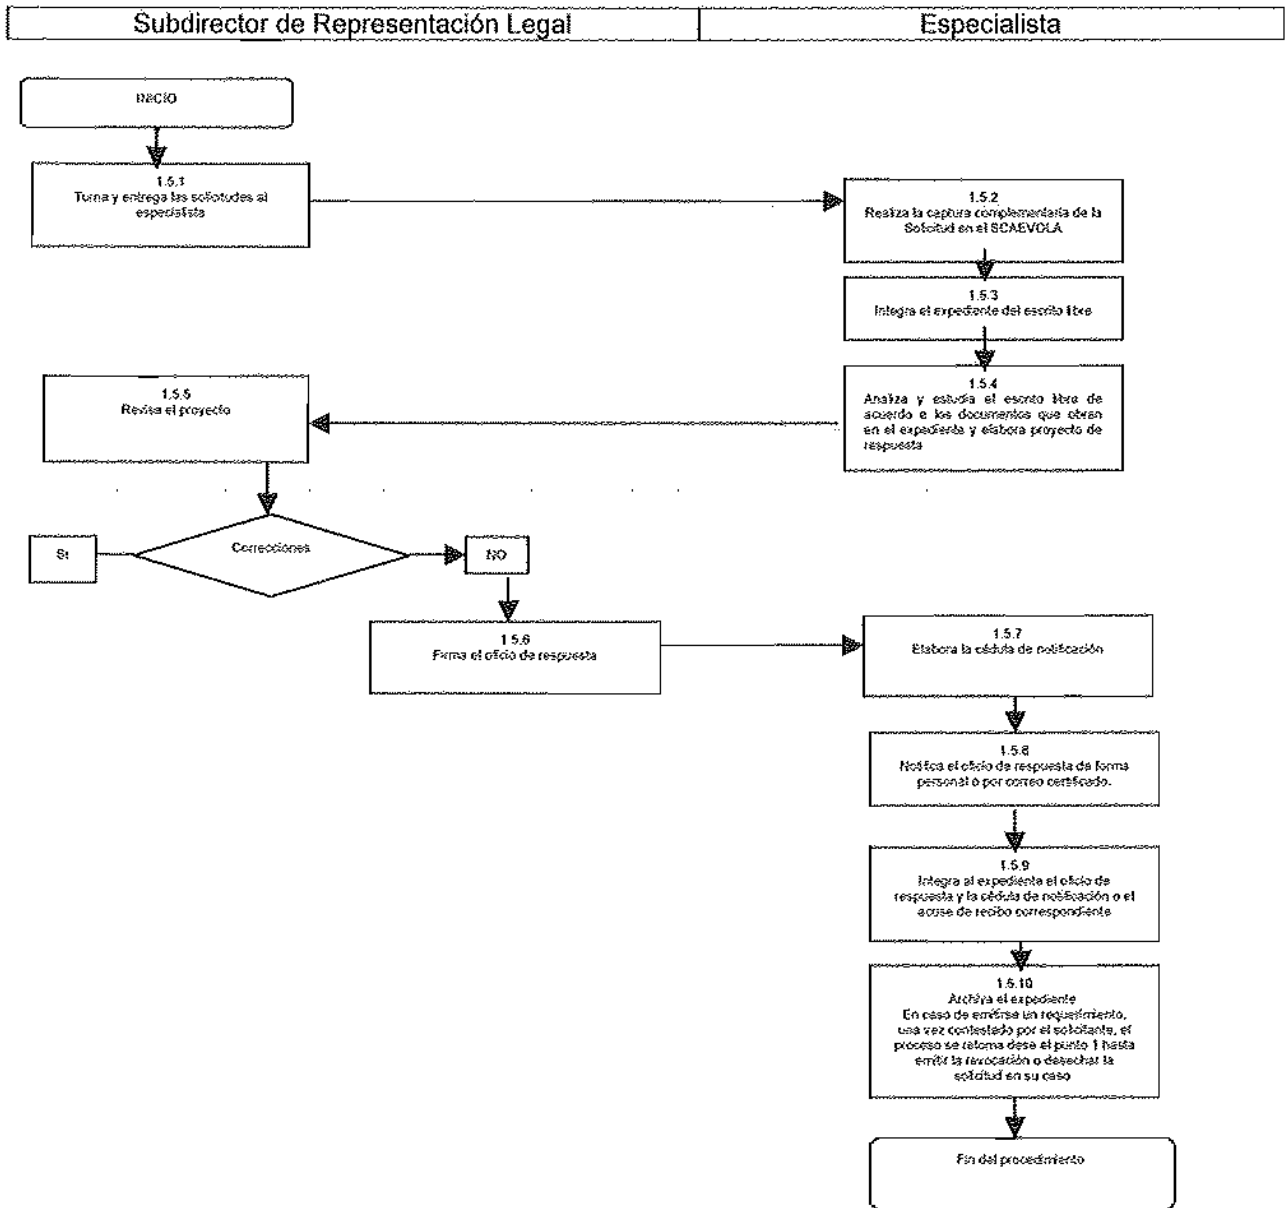 Subdirector de Representación Legal
Especialista
INICIO
1.5.1
Turna y entrega las solicitudes al
especialista
1.5.2
Realiza la captura complementaria de la
Solicitud en el SCAEVOLA
1.5.3
Integra el expediente del escrito libre
1.5.4
Analiza y estudia el escrito libre de
acuerdo a los documentos que obran
en el expediente y elabora proyecto de
respuesta
1.5.5
Revisa el proyecto
Correcciones
SI
NO
1.5.6
Firma el oficio de respuesta
1.5.7
Elabora la cédula de notificación
1.5.8
Notifica el oficio de respuesta de forma
personal o por correo certificado.
1.5.9
Integra al expediente el oficio de
respuesta y la cédula de notificación o el
acuse de recibo correspondiente
1.5.10
Archiva el expediente
En caso de emitirse un requerimiento,
una vez contestado por el solicitante, el
proceso se retoma dese el punto 1 hasta
emitir la revocación o desechar la
solicitud en su caso
Fin del procedimiento